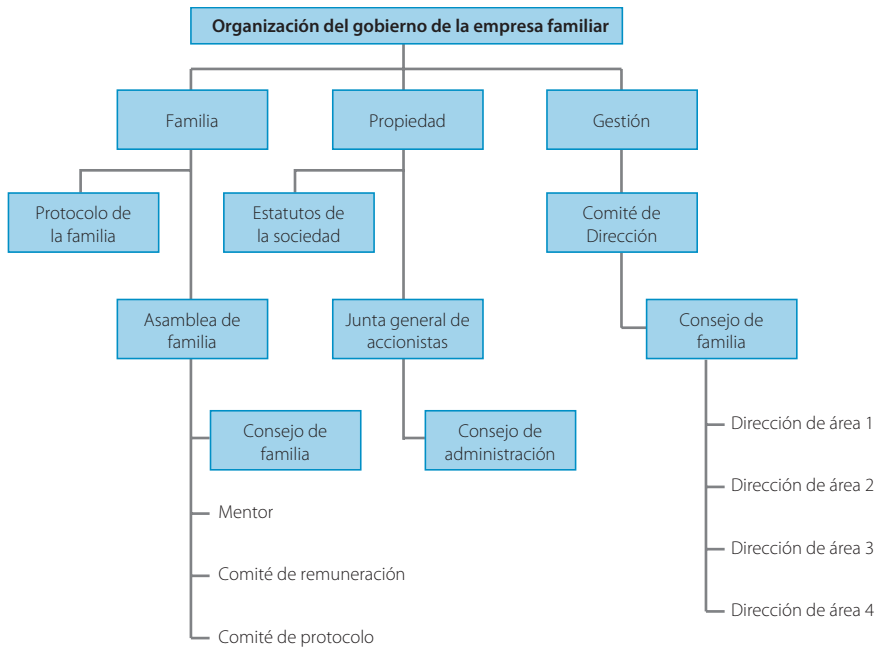 Organización del gobierno de la empresa familiar
Familia
Propiedad
Gestión
Protocolo de
la familia
Estatutos de
la sociedad
Comité de
Dirección
Asamblea de
familia
Junta general de
accionistas
Consejo de
familia
Consejo de
familia
Consejo de
administración
Mentor
Comité de remuneración
Comité de protocolo
Dirección de área 1
Dirección de área 2
Dirección de área 3
Dirección de área 4